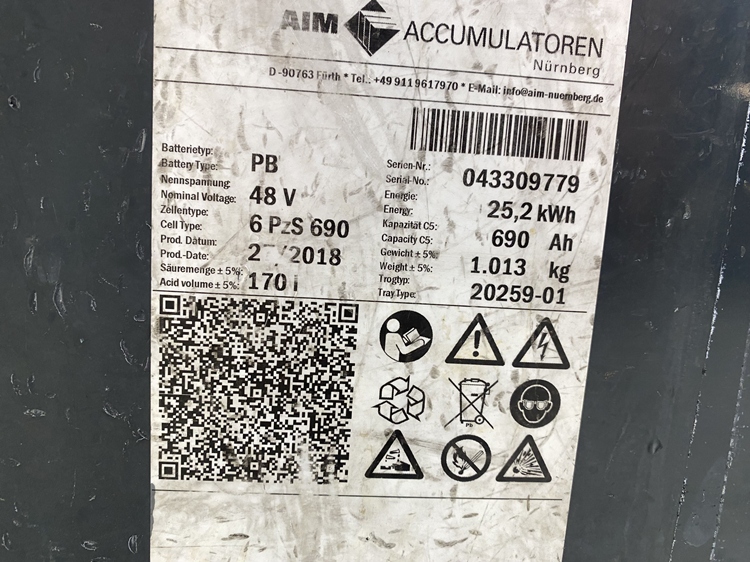 AIM ACCUMULATOREN
Nürnberg
D-90763 Fürth * Tel.: +49 911 9617970 * E-Mail: info@aim-nuernberg.de
Batterietyp:
Battery Type: PB
Nennspannung:
Nominal Voltage: 48 V
Zellentype:
Cell Type: 6 PzS 690
Prod. Datum:
Prod.-Date: /2018
Säuremenge ± 5%:
Acid volume ± 5%: 170 l
Serien-Nr.:
Serial-No.: 043309779
Energie:
Energy: 25,2 kWh
Kapazität C5:
Capacity C5: 690 Ah
Gewicht ± 5%:
Weight ± 5%: 1.013 kg
Trogtyp:
Tray Type: 20259-01
Pb